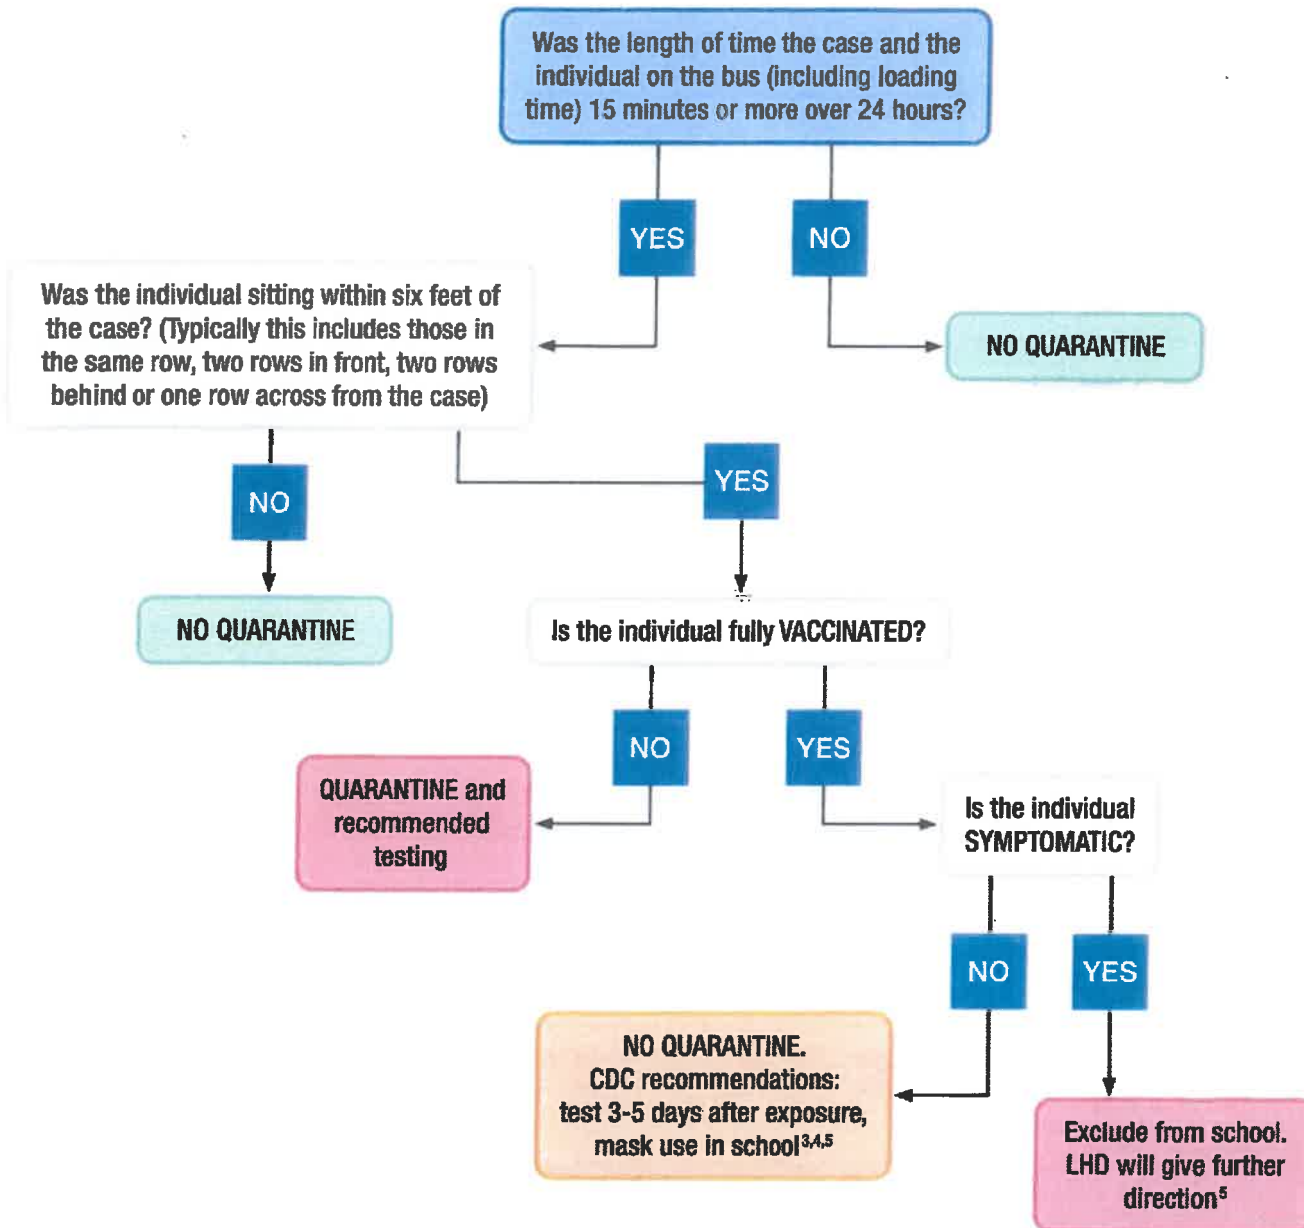 Was the length of time the case and the
individual on the bus (including loading
time) 15 minutes or more over 24 hours?
YES
NO
Was the individual sitting within six feet of
the case? (Typically this includes those in
the same row, two rows in front, two rows
behind or one row across from the case)
NO QUARANTINE
NO
YES
NO QUARANTINE
Is the individual fully VACCINATED?
NO
YES
QUARANTINE and
recommended
testing
Is the individual
SYMPTOMATIC?
NO
YES
NO QUARANTINE.
CDC recommendations:
test 3-5 days after exposure,
mask use in school³,⁴,⁵
Exclude from school.
LHD will give further
direction⁵